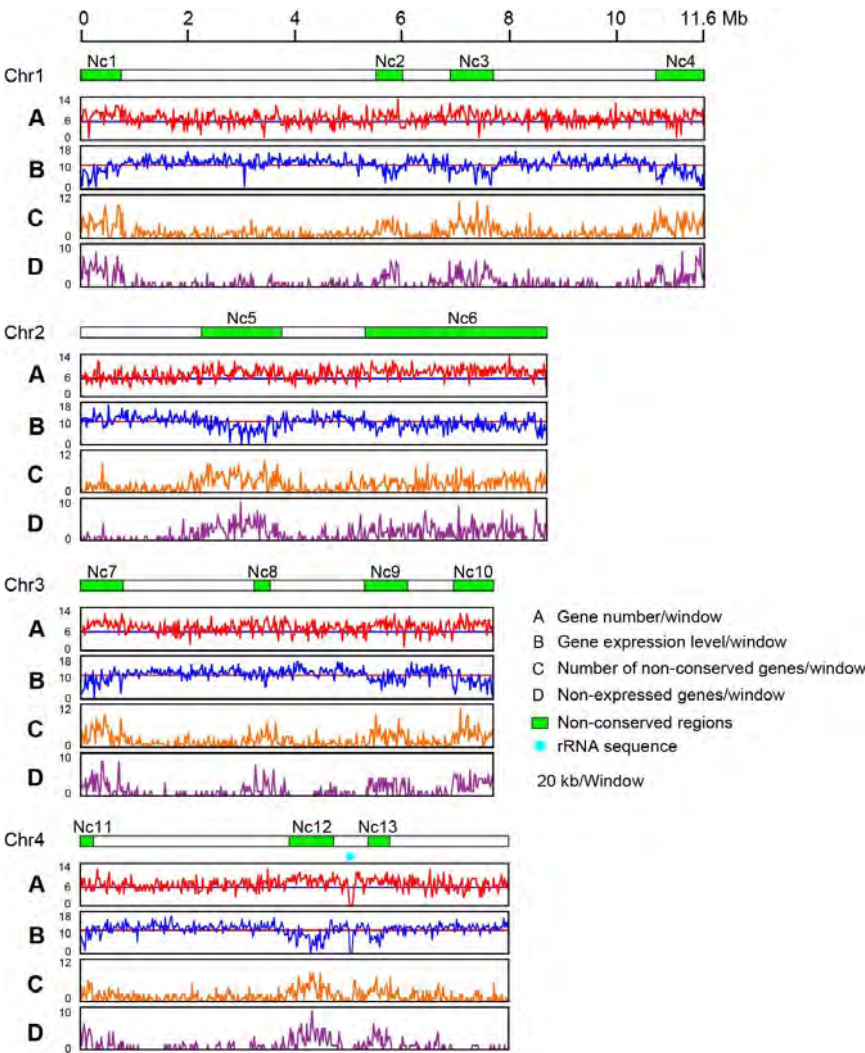 0 2 4 6 8 10 11.6 Mb
Nc1 Nc2 Nc3 Nc4
Chr1
14
A 6
0
18
B 10
0
12
C
0
10
D
0
Nc5 Nc6
Chr2
14
A 6
0
18
B 10
0
12
C
0
10
D
0
Nc7 Nc8 Nc9 Nc10
Chr3
14
A 6
0
18
B 10
0
12
C
0
10
D
0
A Gene number/window
B Gene expression level/window
C Number of non-conserved genes/window
D Non-expressed genes/window
Non-conserved regions
rRNA sequence
20 kb/Window
Nc11 Nc12 Nc13
Chr4
14
A 6
0
18
B 10
0
12
C
0
10
D
0